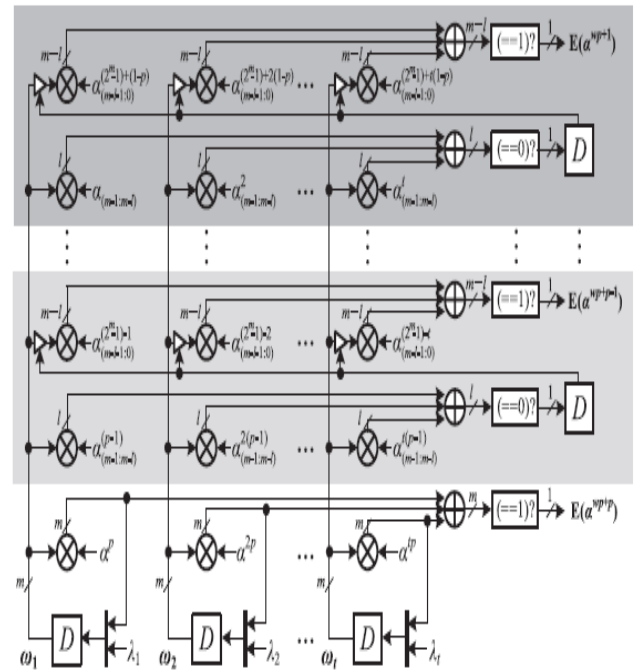 m−l m−l m−l m−l 1
(==1)? E(α^{wp+1})
α^{(2^m−1)+(1−p)}_{(m−l−1:0)} α^{(2^m−1)+2(1−p)}_{(m−l−1:0)} ... α^{(2^m−1)+t(1−p)}_{(m−l−1:0)}
l l l l 1
(==0)? D
α_{(m−1:m−l)} α^2_{(m−1:m−l)} ... α^t_{(m−1:m−l)}
m−l m−l m−l m−l 1
(==1)? E(α^{wp+p−1})
α^{(2^m−1)−1}_{(m−l−1:0)} α^{(2^m−1)−2}_{(m−l−1:0)} ... α^{(2^m−1)−t}_{(m−l−1:0)}
l l l l 1
(==0)? D
α^{(p−1)}_{(m−1:m−l)} α^{2(p−1)}_{(m−1:m−l)} ... α^{t(p−1)}_{(m−1:m−l)}
m m m m 1
(==1)? E(α^{wp+p})
α^p α^{2p} ... α^{tp}
m m m
D D ... D
ω_1 λ_1 ω_2 λ_2 ω_t λ_t